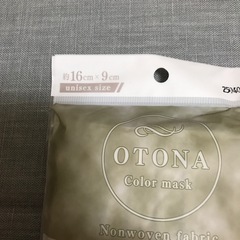 約16cm×9cm
unisex size
OTONA
Color mask
Nonwoven fabric